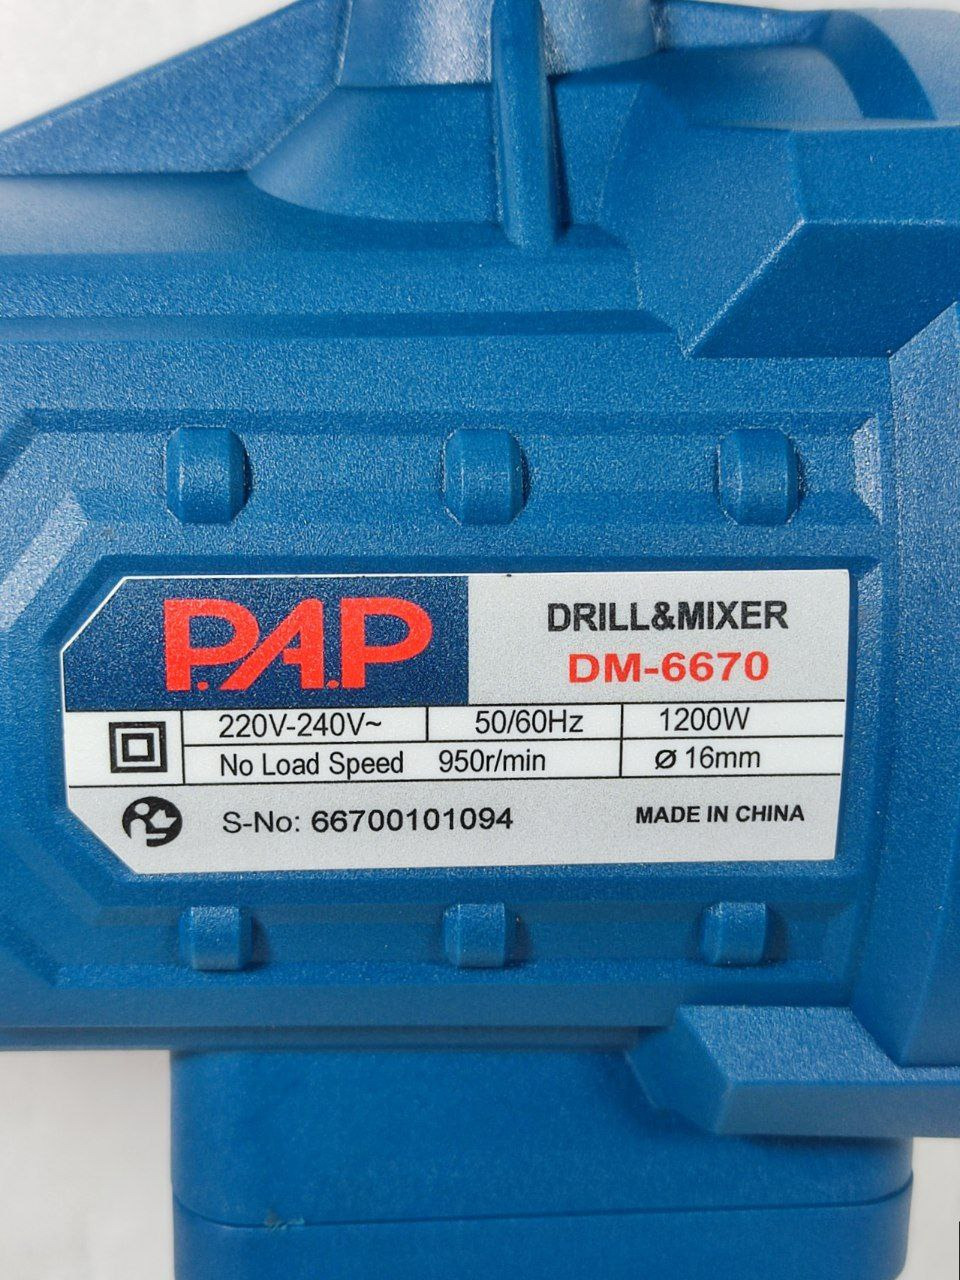 P.A.P
DRILL&MIXER
DM-6670
220V-240V~ 50/60Hz 1200W
No Load Speed 950r/min Ø 16mm
S-No: 66700101094 MADE IN CHINA